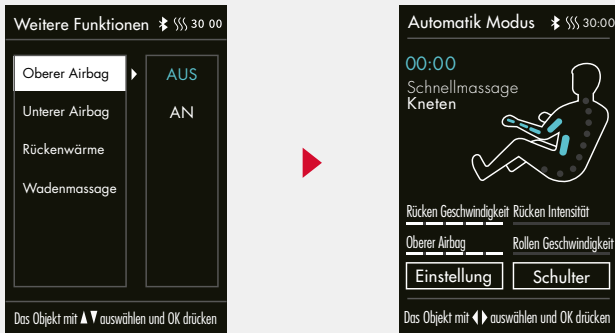 Weitere Funktionen 30 00
Oberer Airbag AUS
Unterer Airbag AN
Rückenwärme
Wadenmassage
Das Objekt mit ▲▼ auswählen und OK drücken
Automatik Modus 30:00
00:00
Schnellmassage
Kneten
Rücken Geschwindigkeit Rücken Intensität
Oberer Airbag Rollen Geschwindigkeit
Einstellung Schulter
Das Objekt mit ◀▶ auswählen und OK drücken